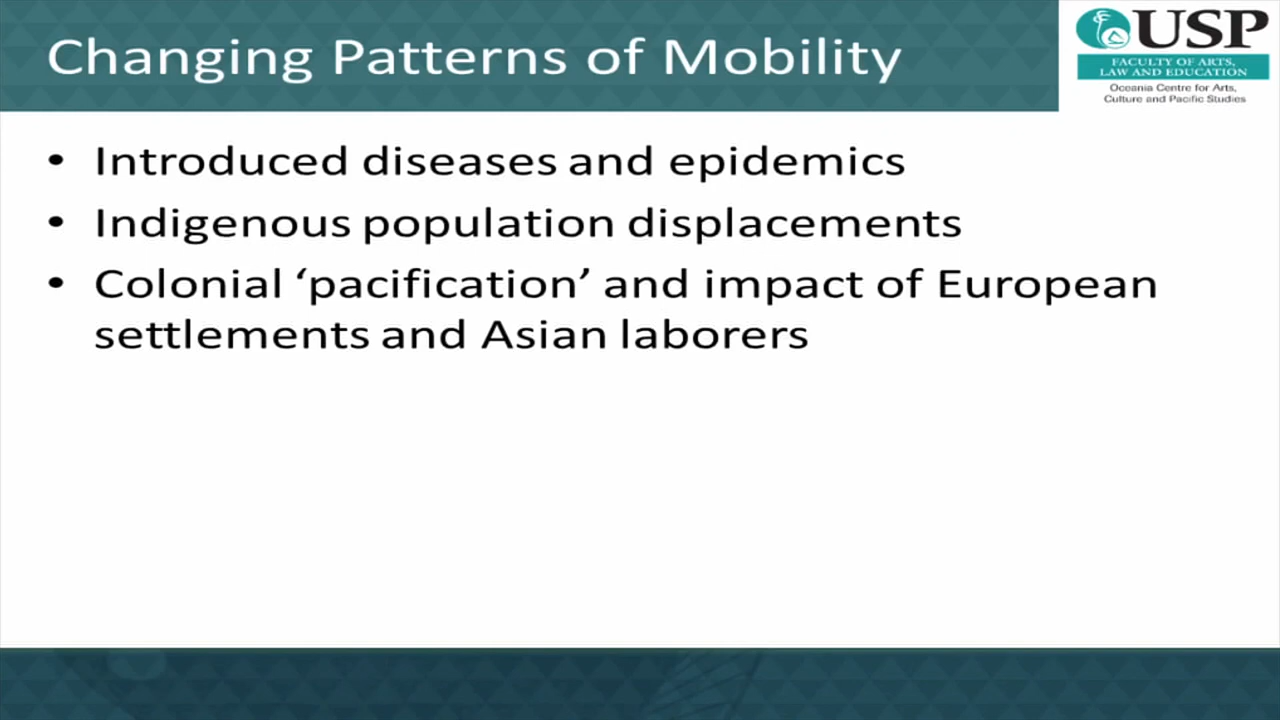 Changing Patterns of Mobility
USP
FACULTY OF ARTS,
LAW AND EDUCATION
Oceania Centre for Arts,
Culture and Pacific Studies
• Introduced diseases and epidemics
• Indigenous population displacements
• Colonial ‘pacification’ and impact of European
settlements and Asian laborers